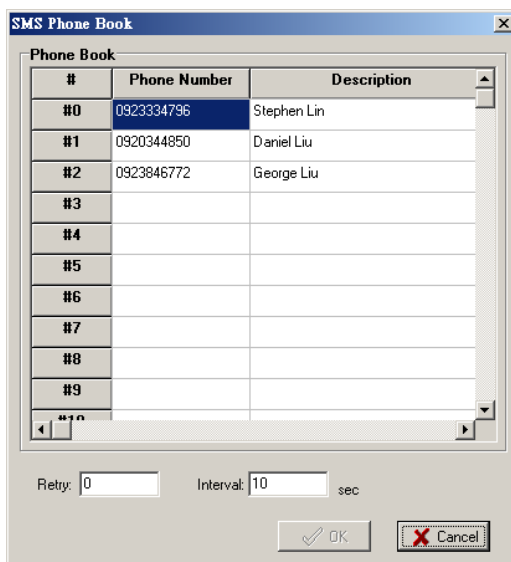 SMS Phone Book
Phone Book
# Phone Number Description
#0 0923334796 Stephen Lin
#1 0920344850 Daniel Liu
#2 0923846772 George Liu
#3
#4
#5
#6
#7
#8
#9
#10
Retry: 0 Interval: 10 sec
OK Cancel